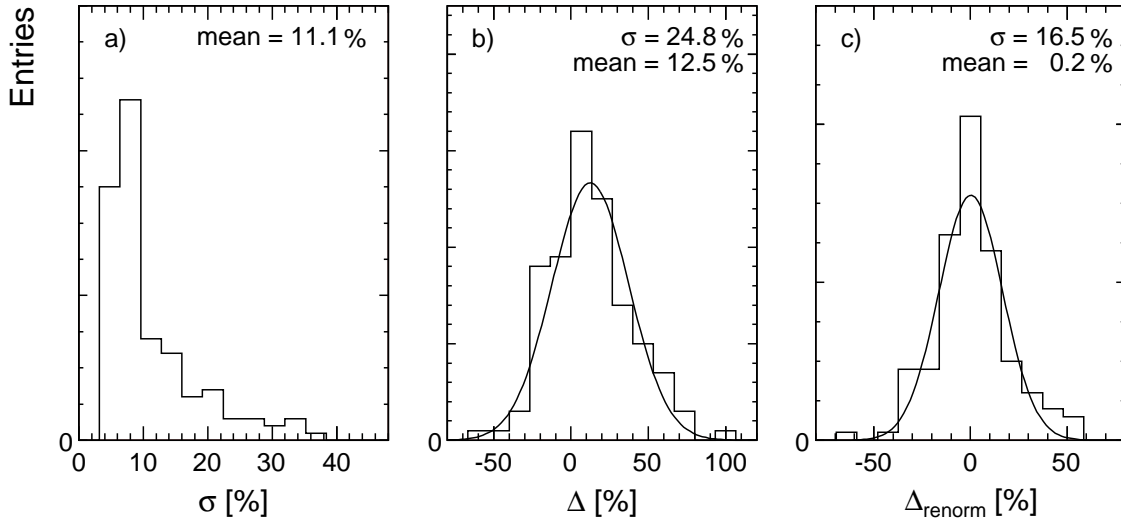 Entries
a)
mean = 11.1 %
0
0 10 20 30 40
σ [%]
b)
σ = 24.8 %
mean = 12.5 %
0
-50 0 50 100
Δ [%]
c)
σ = 16.5 %
mean = 0.2 %
0
-50 0 50
Δrenorm [%]